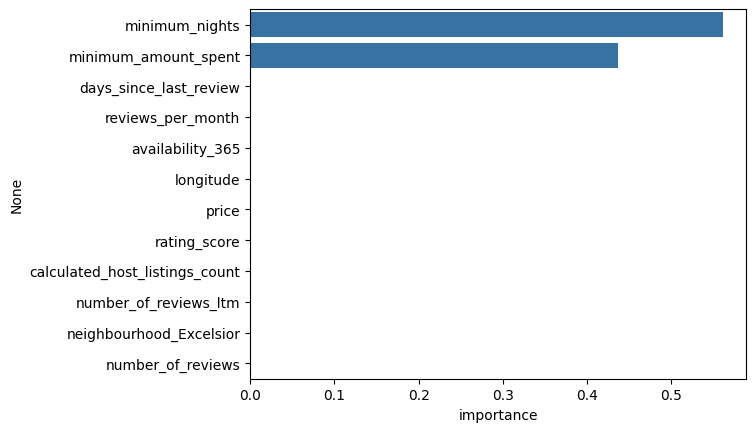 minimum_nights
minimum_amount_spent
days_since_last_review
reviews_per_month
availability_365
longitude
price
rating_score
calculated_host_listings_count
number_of_reviews_ltm
neighbourhood_Excelsior
number_of_reviews
None
0.0 0.1 0.2 0.3 0.4 0.5
importance